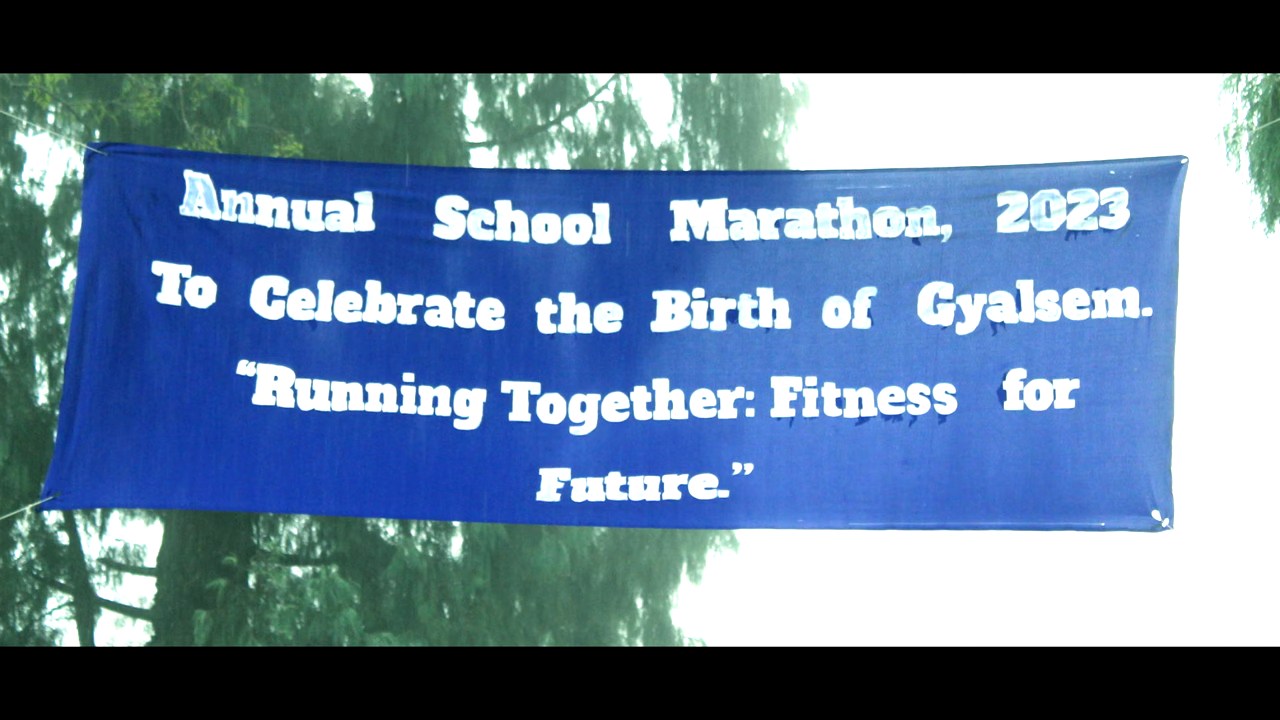 Annual School Marathon, 2023
To Celebrate the Birth of Gyalsem.
“Running Together: Fitness for
Future.”